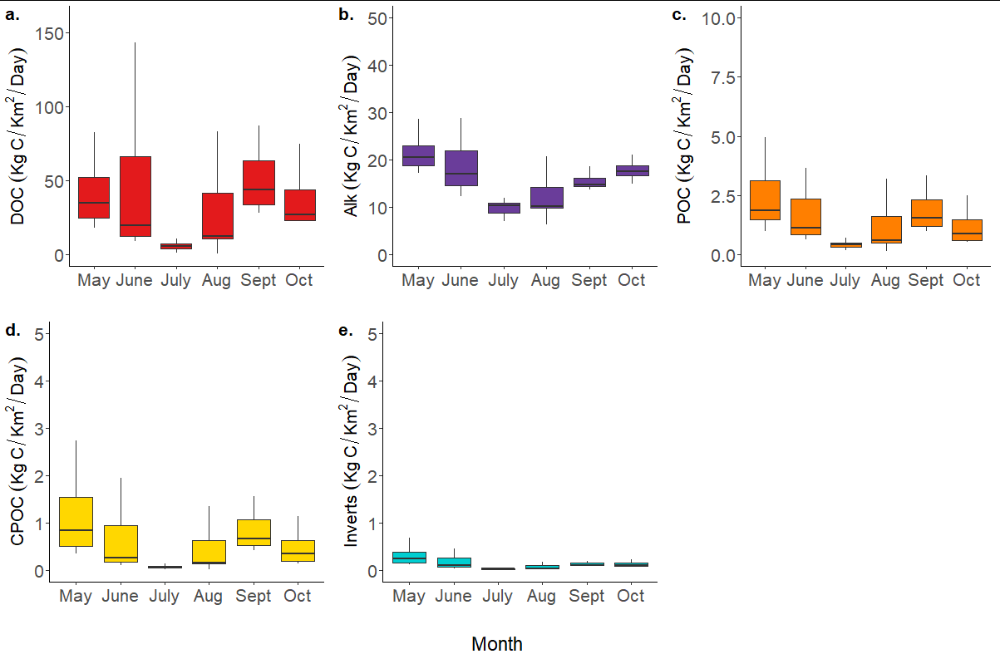 a.
DOC (Kg C/Km²/Day)
150
100
50
0
May June July Aug Sept Oct
b.
Alk (Kg C/Km²/Day)
50
40
30
20
10
0
May June July Aug Sept Oct
c.
POC (Kg C/Km²/Day)
10.0
7.5
5.0
2.5
0.0
May June July Aug Sept Oct
d.
CPOC (Kg C/Km²/Day)
5
4
3
2
1
0
May June July Aug Sept Oct
e.
Inverts (Kg C/Km²/Day)
5
4
3
2
1
0
May June July Aug Sept Oct
Month